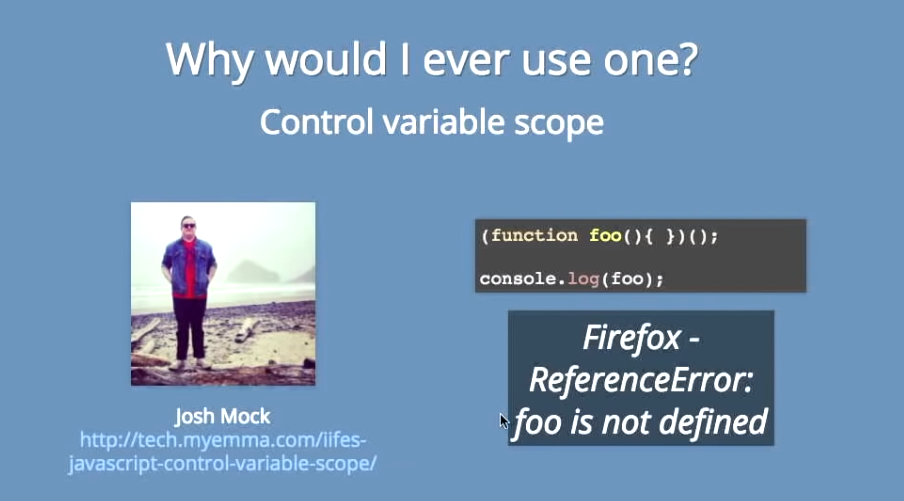 Why would I ever use one?
Control variable scope
(function foo(){ })();
console.log(foo);
Firefox -
ReferenceError:
foo is not defined
Josh Mock
http://tech.myemma.com/iifes-
javascript-control-variable-scope/